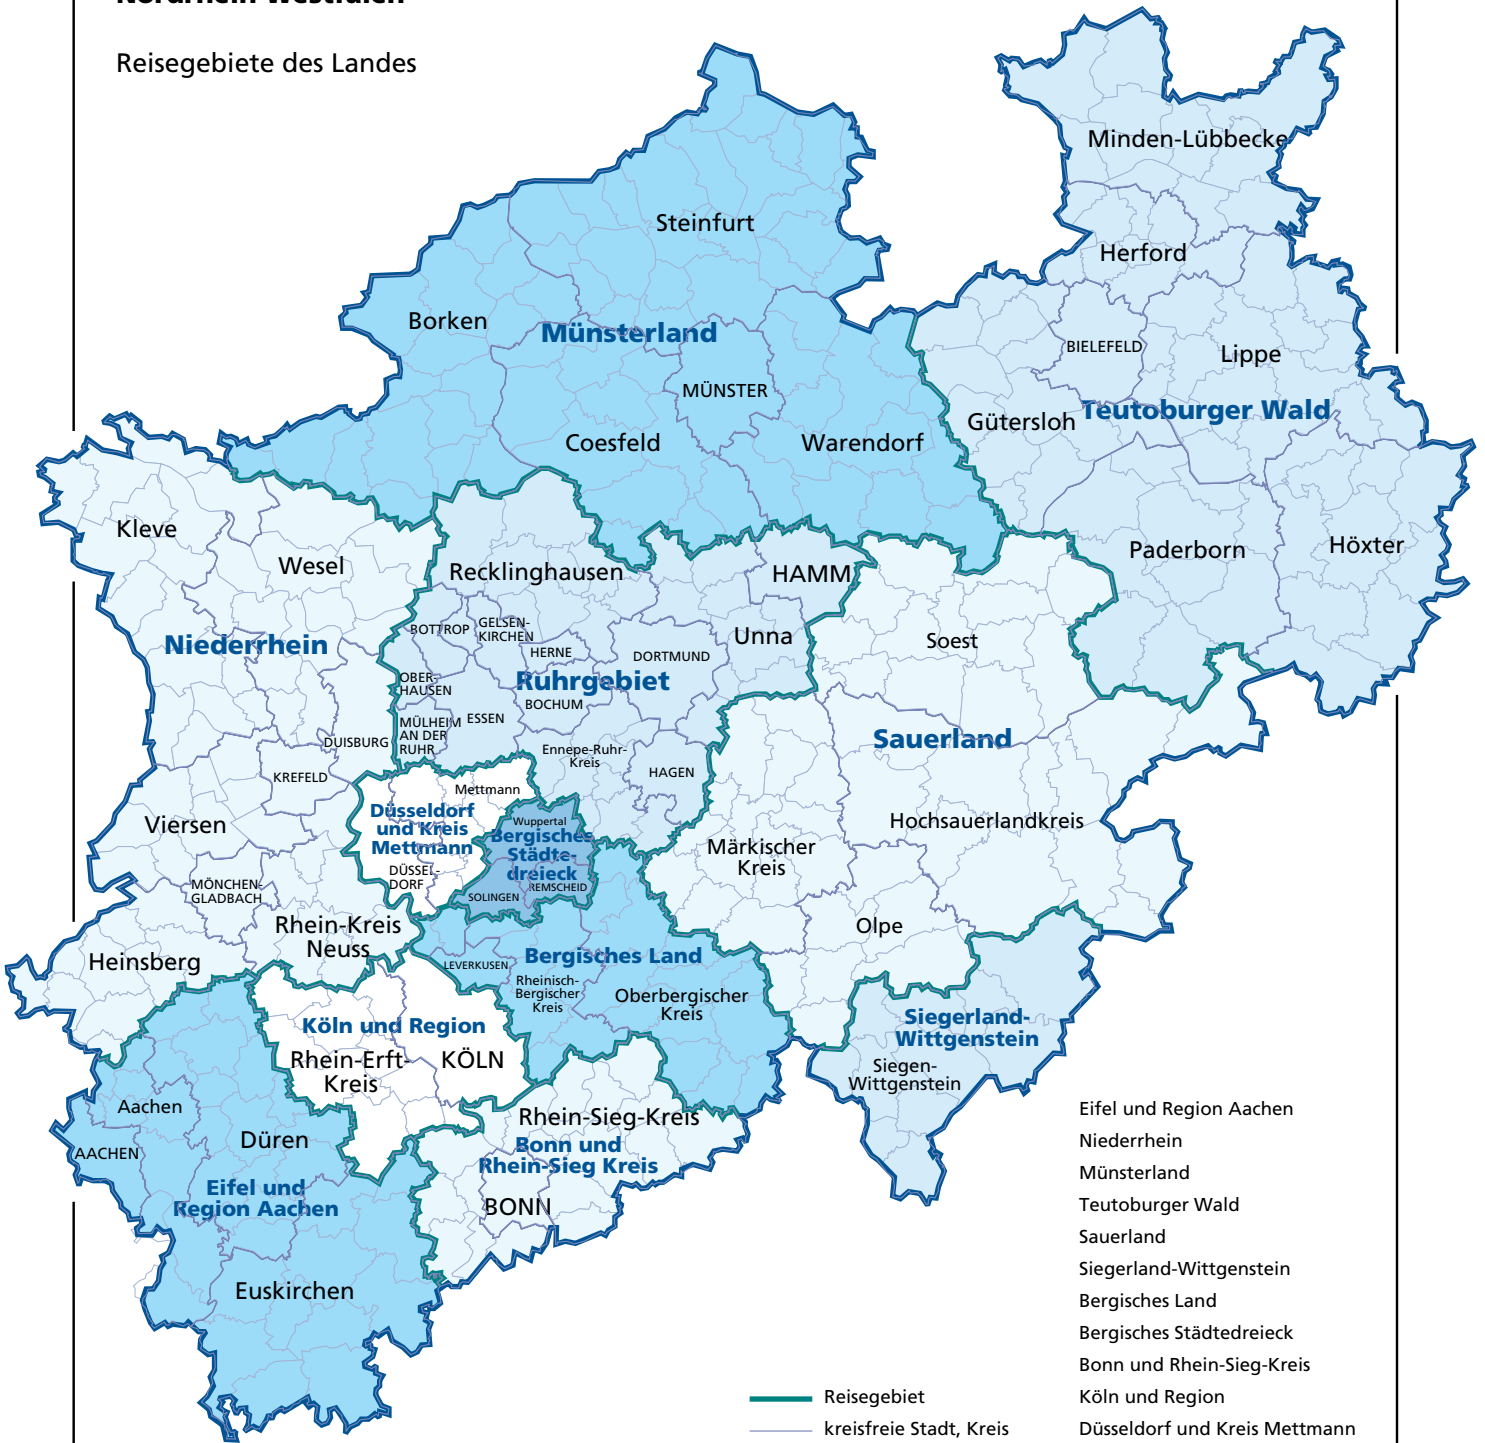 Nordrhein-Westfalen
Reisegebiete des Landes
Minden-Lübbecke
Steinfurt
Herford
Borken
Münsterland
BIELEFELD
Lippe
MÜNSTER
Teutoburger Wald
Gütersloh
Coesfeld
Warendorf
Kleve
Wesel
Paderborn
Höxter
Recklinghausen
HAMM
BOTTROP
GELSEN-
KIRCHEN
Unna
Soest
Niederrhein
HERNE
DORTMUND
OBER-
HAUSEN
Ruhrgebiet
BOCHUM
MÜLHEIM
AN DER
RUHR
ESSEN
DUISBURG
Sauerland
Ennepe-Ruhr-
Kreis
HAGEN
KREFELD
Mettmann
Düsseldorf
und Kreis
Mettmann
Wuppertal
Bergisches
Städte-
dreieck
Viersen
Hochsauerlandkreis
Märkischer
Kreis
DÜSSEL-
DORF
MÖNCHEN-
GLADBACH
REMSCHEID
SOLINGEN
Rhein-Kreis
Neuss
Olpe
Heinsberg
Bergisches Land
LEVERKUSEN
Rheinisch-
Bergischer
Kreis
Oberbergischer
Kreis
Köln und Region
Siegerland-
Wittgenstein
Rhein-Erft-
Kreis
KÖLN
Siegen-
Wittgenstein
Aachen
Rhein-Sieg-Kreis
Düren
AACHEN
Bonn und
Rhein-Sieg Kreis
Eifel und
Region Aachen
BONN
Euskirchen
Eifel und Region Aachen
Niederrhein
Münsterland
Teutoburger Wald
Sauerland
Siegerland-Wittgenstein
Bergisches Land
Bergisches Städtedreieck
Bonn und Rhein-Sieg-Kreis
Köln und Region
Düsseldorf und Kreis Mettmann
Reisegebiet
kreisfreie Stadt, Kreis